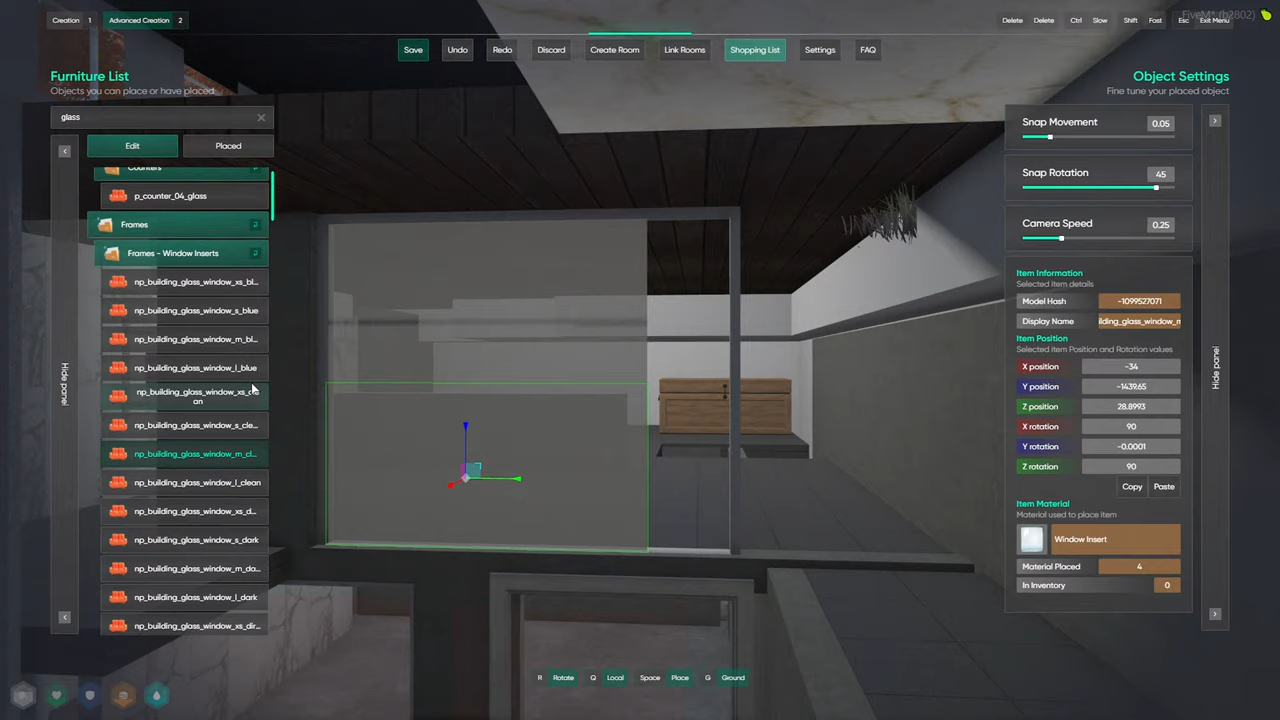 Creation 1 Advanced Creation 2
Delete Delete Ctrl Slow Shift Fast Esc Exit Menu
FiveM* (b2802)
Save Undo Redo Discard Create Room Link Rooms Shopping List Settings FAQ
Furniture List
Objects you can place or have placed
glass
Edit Placed
Counters
p_counter_04_glass
Frames
Frames - Window Inserts
np_building_glass_window_xs_bl...
np_building_glass_window_s_blue
np_building_glass_window_m_bl...
np_building_glass_window_l_blue
np_building_glass_window_xs_cle
an
np_building_glass_window_s_cle...
np_building_glass_window_m_cl...
np_building_glass_window_l_clean
np_building_glass_window_xs_d...
np_building_glass_window_s_dark
np_building_glass_window_m_da...
np_building_glass_window_l_dark
np_building_glass_window_xs_dir...
Hide panel
Object Settings
Fine tune your placed object
Snap Movement 0.05
Snap Rotation 45
Camera Speed 0.25
Item Information
Selected item details
Model Hash -1099527071
Display Name ilding_glass_window_m
Item Position
Selected item Position and Rotation values
X position -34
Y position -1439.65
Z position 28.8993
X rotation 90
Y rotation -0.0001
Z rotation 90
Copy Paste
Item Material
Material used to place item
Window Insert
Material Placed 4
In Inventory 0
Hide panel
R Rotate Q Local Space Place G Ground